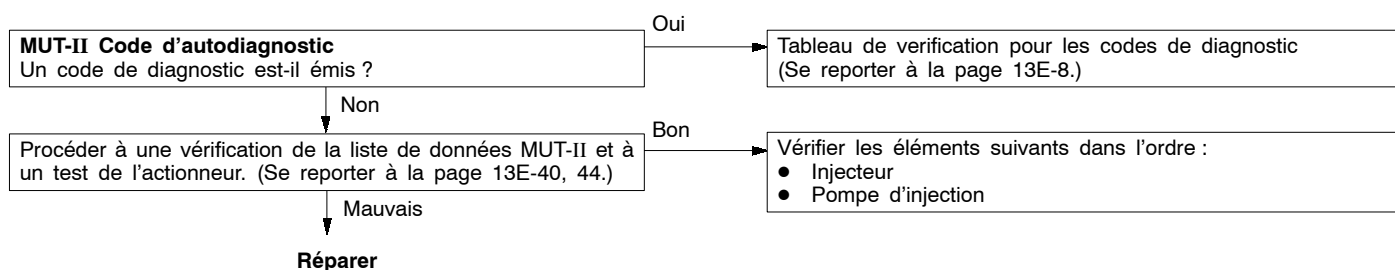 MUT-II Code d'autodiagnostic
Un code de diagnostic est-il émis ?
Oui
Tableau de verification pour les codes de diagnostic
(Se reporter à la page 13E-8.)
Non
Procéder à une vérification de la liste de données MUT-II et à
un test de l'actionneur. (Se reporter à la page 13E-40, 44.)
Bon
Vérifier les éléments suivants dans l'ordre :
● Injecteur
● Pompe d'injection
Mauvais
Réparer